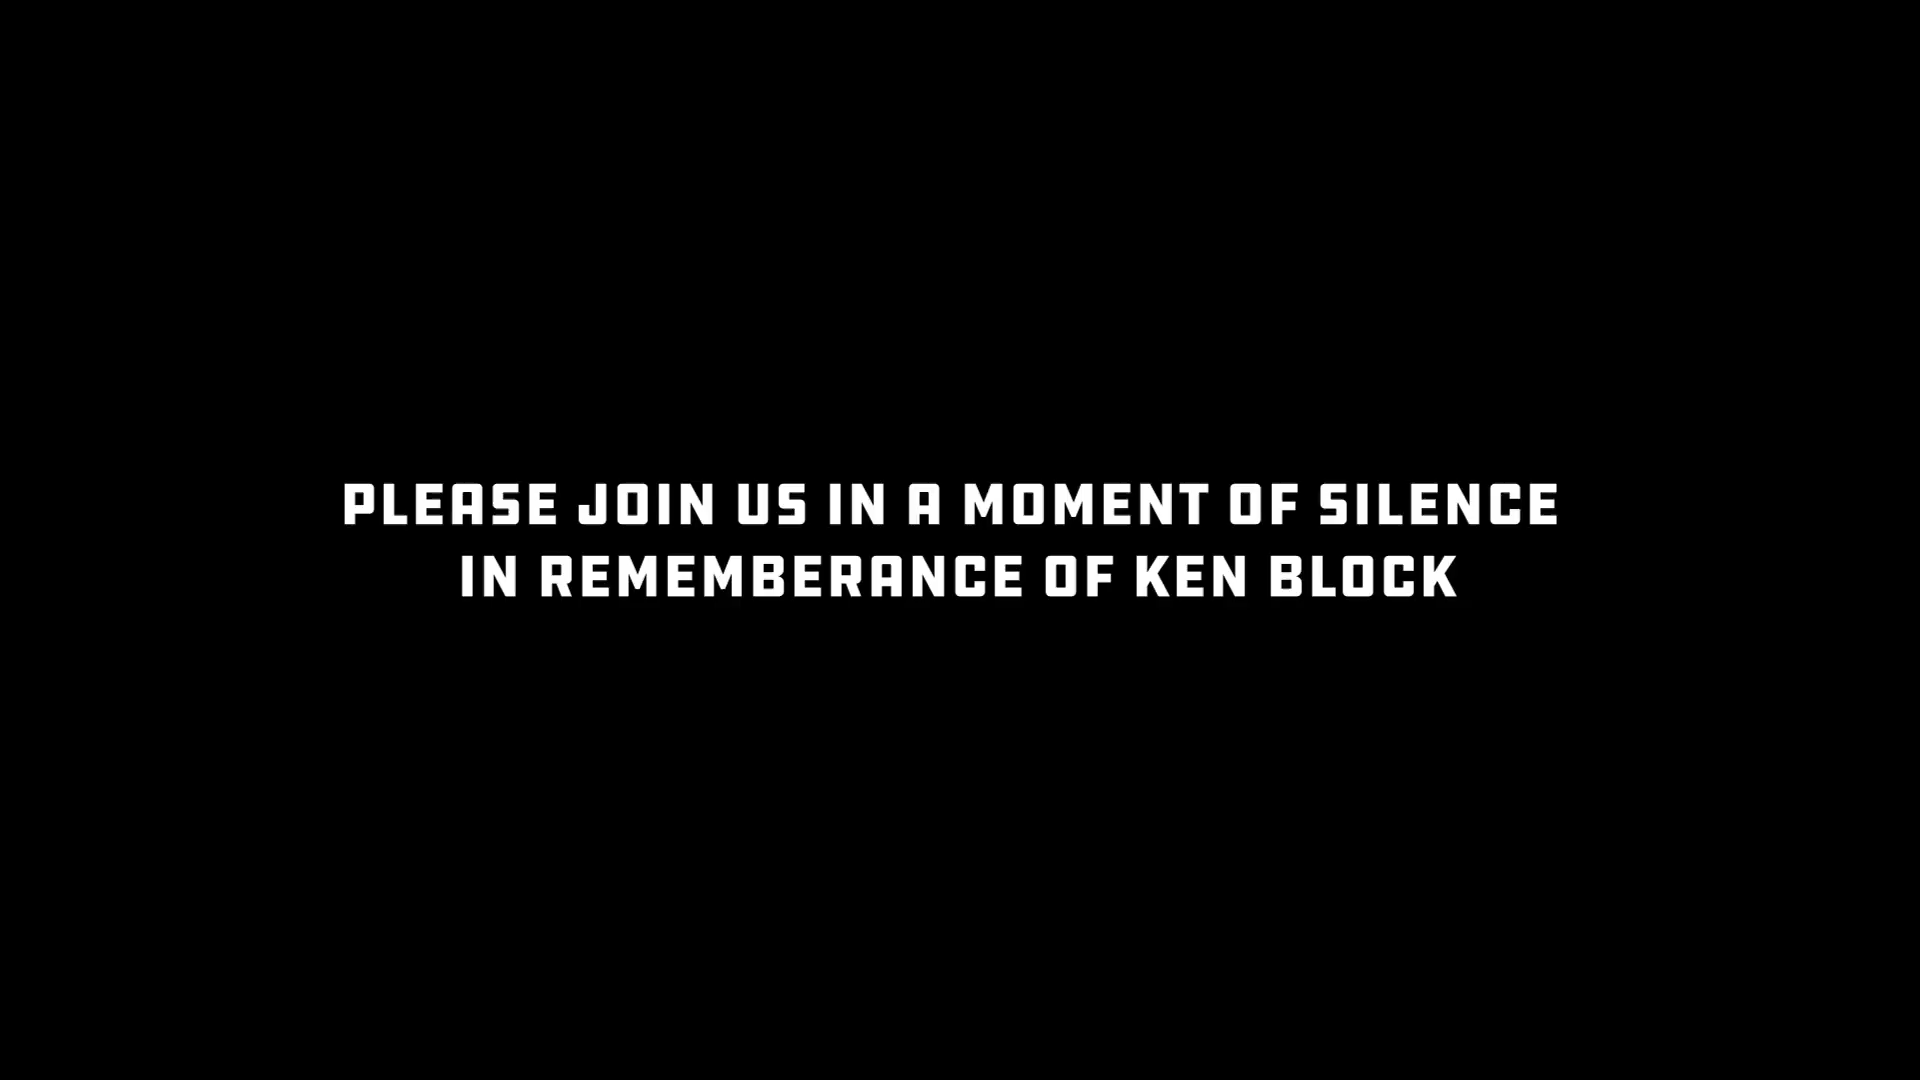 PLEASE JOIN US IN A MOMENT OF SILENCE
IN REMEMBERANCE OF KEN BLOCK